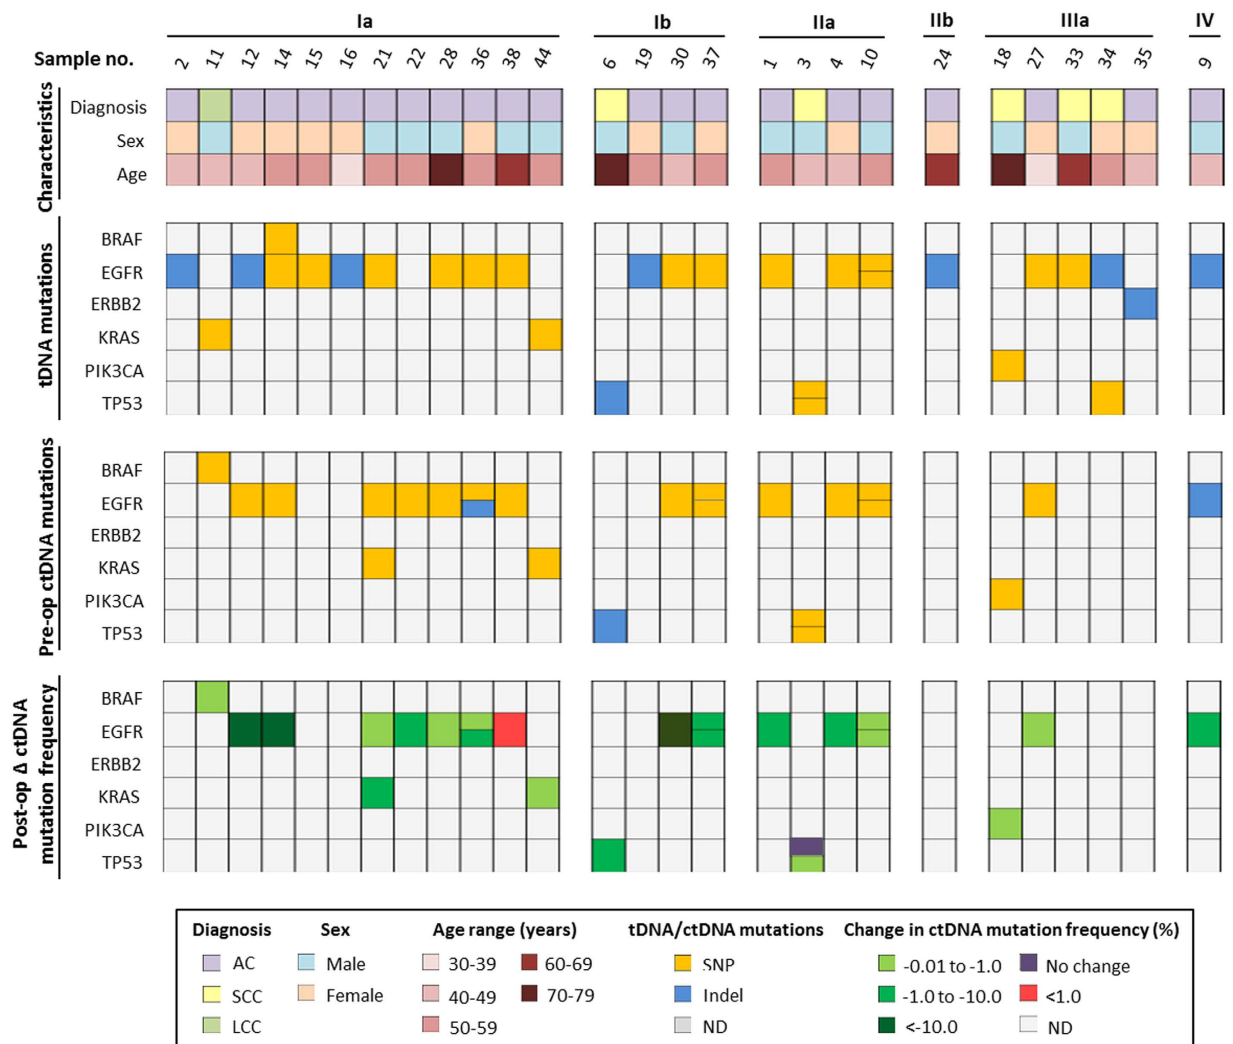 Ia Ib IIa IIb IIIa IV
Sample no. 2 11 12 14 15 16 21 22 28 36 38 44 6 19 30 37 1 3 4 10 24 18 27 33 34 35 9
Characteristics
Diagnosis
Sex
Age
tDNA mutations
BRAF
EGFR
ERBB2
KRAS
PIK3CA
TP53
Pre-op ctDNA mutations
BRAF
EGFR
ERBB2
KRAS
PIK3CA
TP53
Post-op Δ ctDNA
mutation frequency
BRAF
EGFR
ERBB2
KRAS
PIK3CA
TP53
Diagnosis Sex Age range (years) tDNA/ctDNA mutations Change in ctDNA mutation frequency (%)
AC Male 30-39 60-69 SNP -0.01 to -1.0 No change
SCC Female 40-49 70-79 Indel -1.0 to -10.0 <1.0
LCC 50-59 ND <-10.0 ND